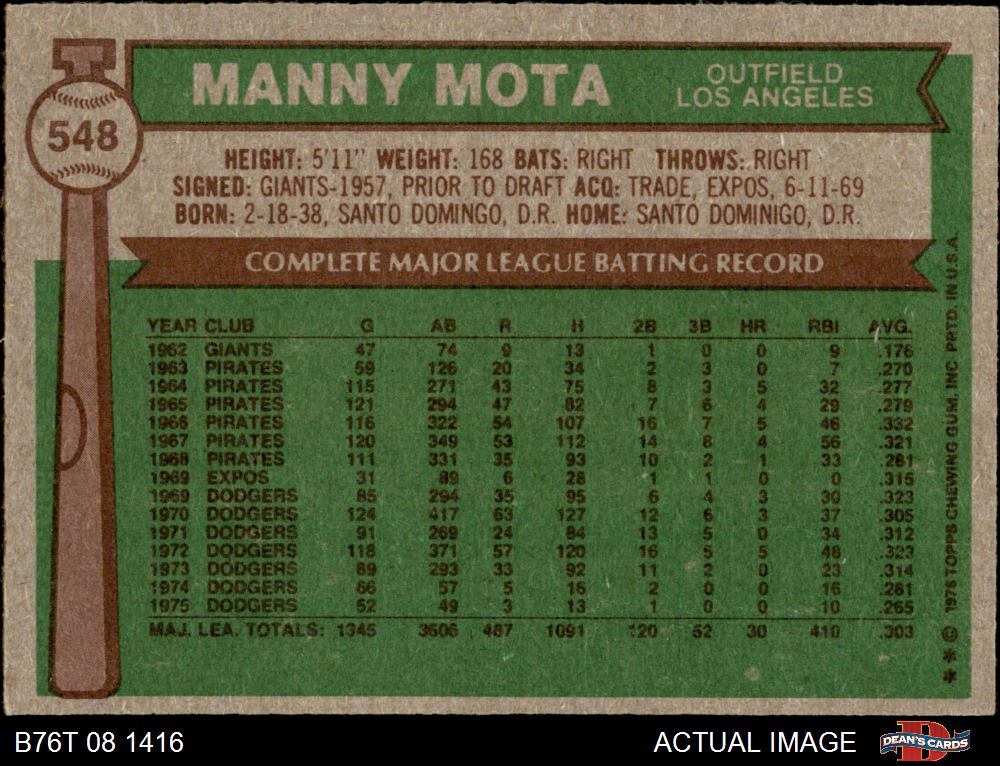 548
MANNY MOTA
OUTFIELD
LOS ANGELES
HEIGHT: 5'11" WEIGHT: 168 BATS: RIGHT THROWS: RIGHT
SIGNED: GIANTS-1957, PRIOR TO DRAFT ACQ: TRADE, EXPOS, 6-11-69
BORN: 2-18-38, SANTO DOMINGO, D.R. HOME: SANTO DOMINIGO, D.R.
COMPLETE MAJOR LEAGUE BATTING RECORD
YEAR CLUB G AB R H 2B 3B HR RBI AVG.
1962 GIANTS 47 74 9 13 1 0 0 9 .176
1963 PIRATES 59 126 20 34 2 3 0 7 .270
1964 PIRATES 115 271 43 75 8 3 5 32 .277
1965 PIRATES 121 294 47 82 7 6 4 29 .279
1966 PIRATES 116 322 54 107 16 7 5 46 .332
1967 PIRATES 120 349 53 112 14 8 4 56 .321
1968 PIRATES 111 331 35 93 10 2 1 33 .281
1969 EXPOS 31 89 6 28 1 1 0 0 .315
1969 DODGERS 85 294 35 95 6 4 3 30 .323
1970 DODGERS 124 417 63 127 12 6 3 37 .305
1971 DODGERS 91 269 24 84 13 5 0 34 .312
1972 DODGERS 118 371 57 120 16 5 5 48 .323
1973 DODGERS 89 293 33 92 11 2 0 23 .314
1974 DODGERS 66 57 5 16 2 0 0 16 .281
1975 DODGERS 52 49 3 13 1 0 0 10 .265
MAJ. LEA. TOTALS: 1345 3606 487 1091 120 52 30 410 .303
** © 1976 TOPPS CHEWING GUM, INC PRTD. IN U.S.A.
B76T 08 1416
ACTUAL IMAGE
DEAN'S CARDS